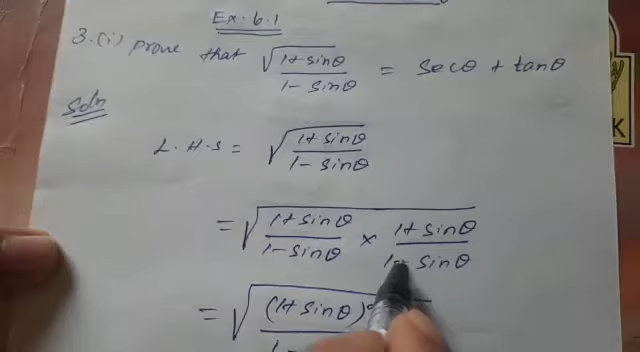 Ex: 6.1
3. (i) prove that √(1+sinθ / 1-sinθ) = secθ + tanθ
Soln
L.H.S = √(1+sinθ / 1-sinθ)
= √(1+sinθ / 1-sinθ × 1+sinθ / 1+sinθ)
= √((1+sinθ)² / 1-
K